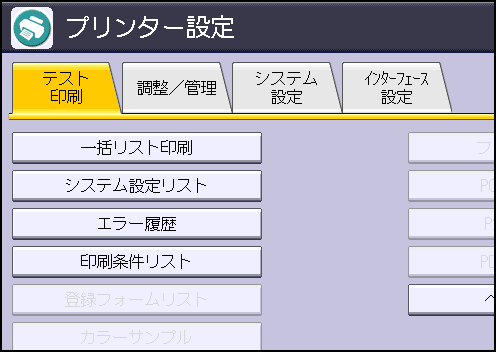 プリンター設定
テスト
印刷
調整／管理
システム
設定
インターフェース
設定
一括リスト印刷
システム設定リスト
エラー履歴
印刷条件リスト
登録フォームリスト
カラーサンプル